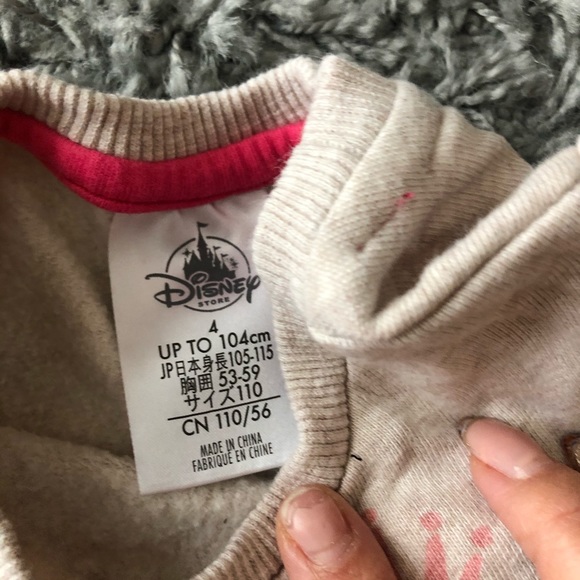 Disney
STORE
4
UP TO 104cm
JP日本身長105-115
胸囲 53-59
サイズ110
CN 110/56
MADE IN CHINA
FABRIQUE EN CHINE